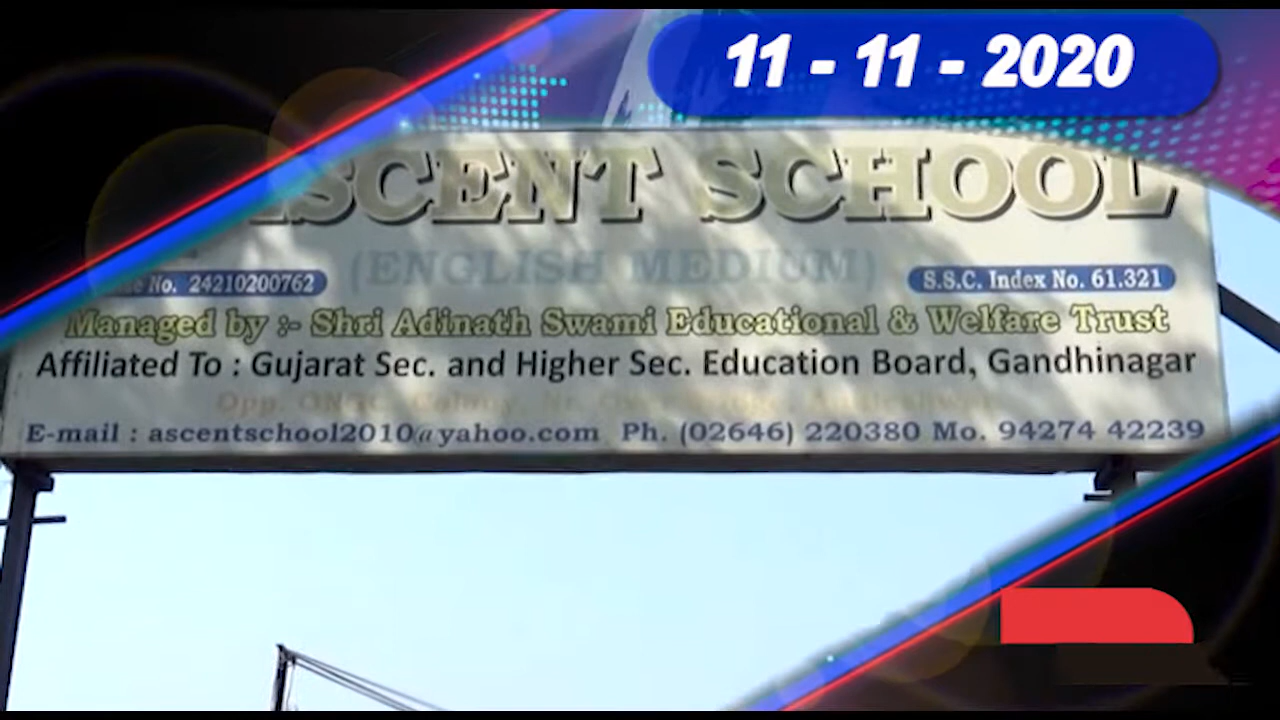 11 - 11 - 2020
ASCENT SCHOOL
(ENGLISH MEDIUM)
No. 24210200762
S.S.C. Index No. 61.321
Managed by :- Shri Adinath Swami Educational & Welfare Trust
Affiliated To : Gujarat Sec. and Higher Sec. Education Board, Gandhinagar
Opp.
E-mail : ascentschool2010@yahoo.com Ph. (02646) 220380 Mo. 94274 42239